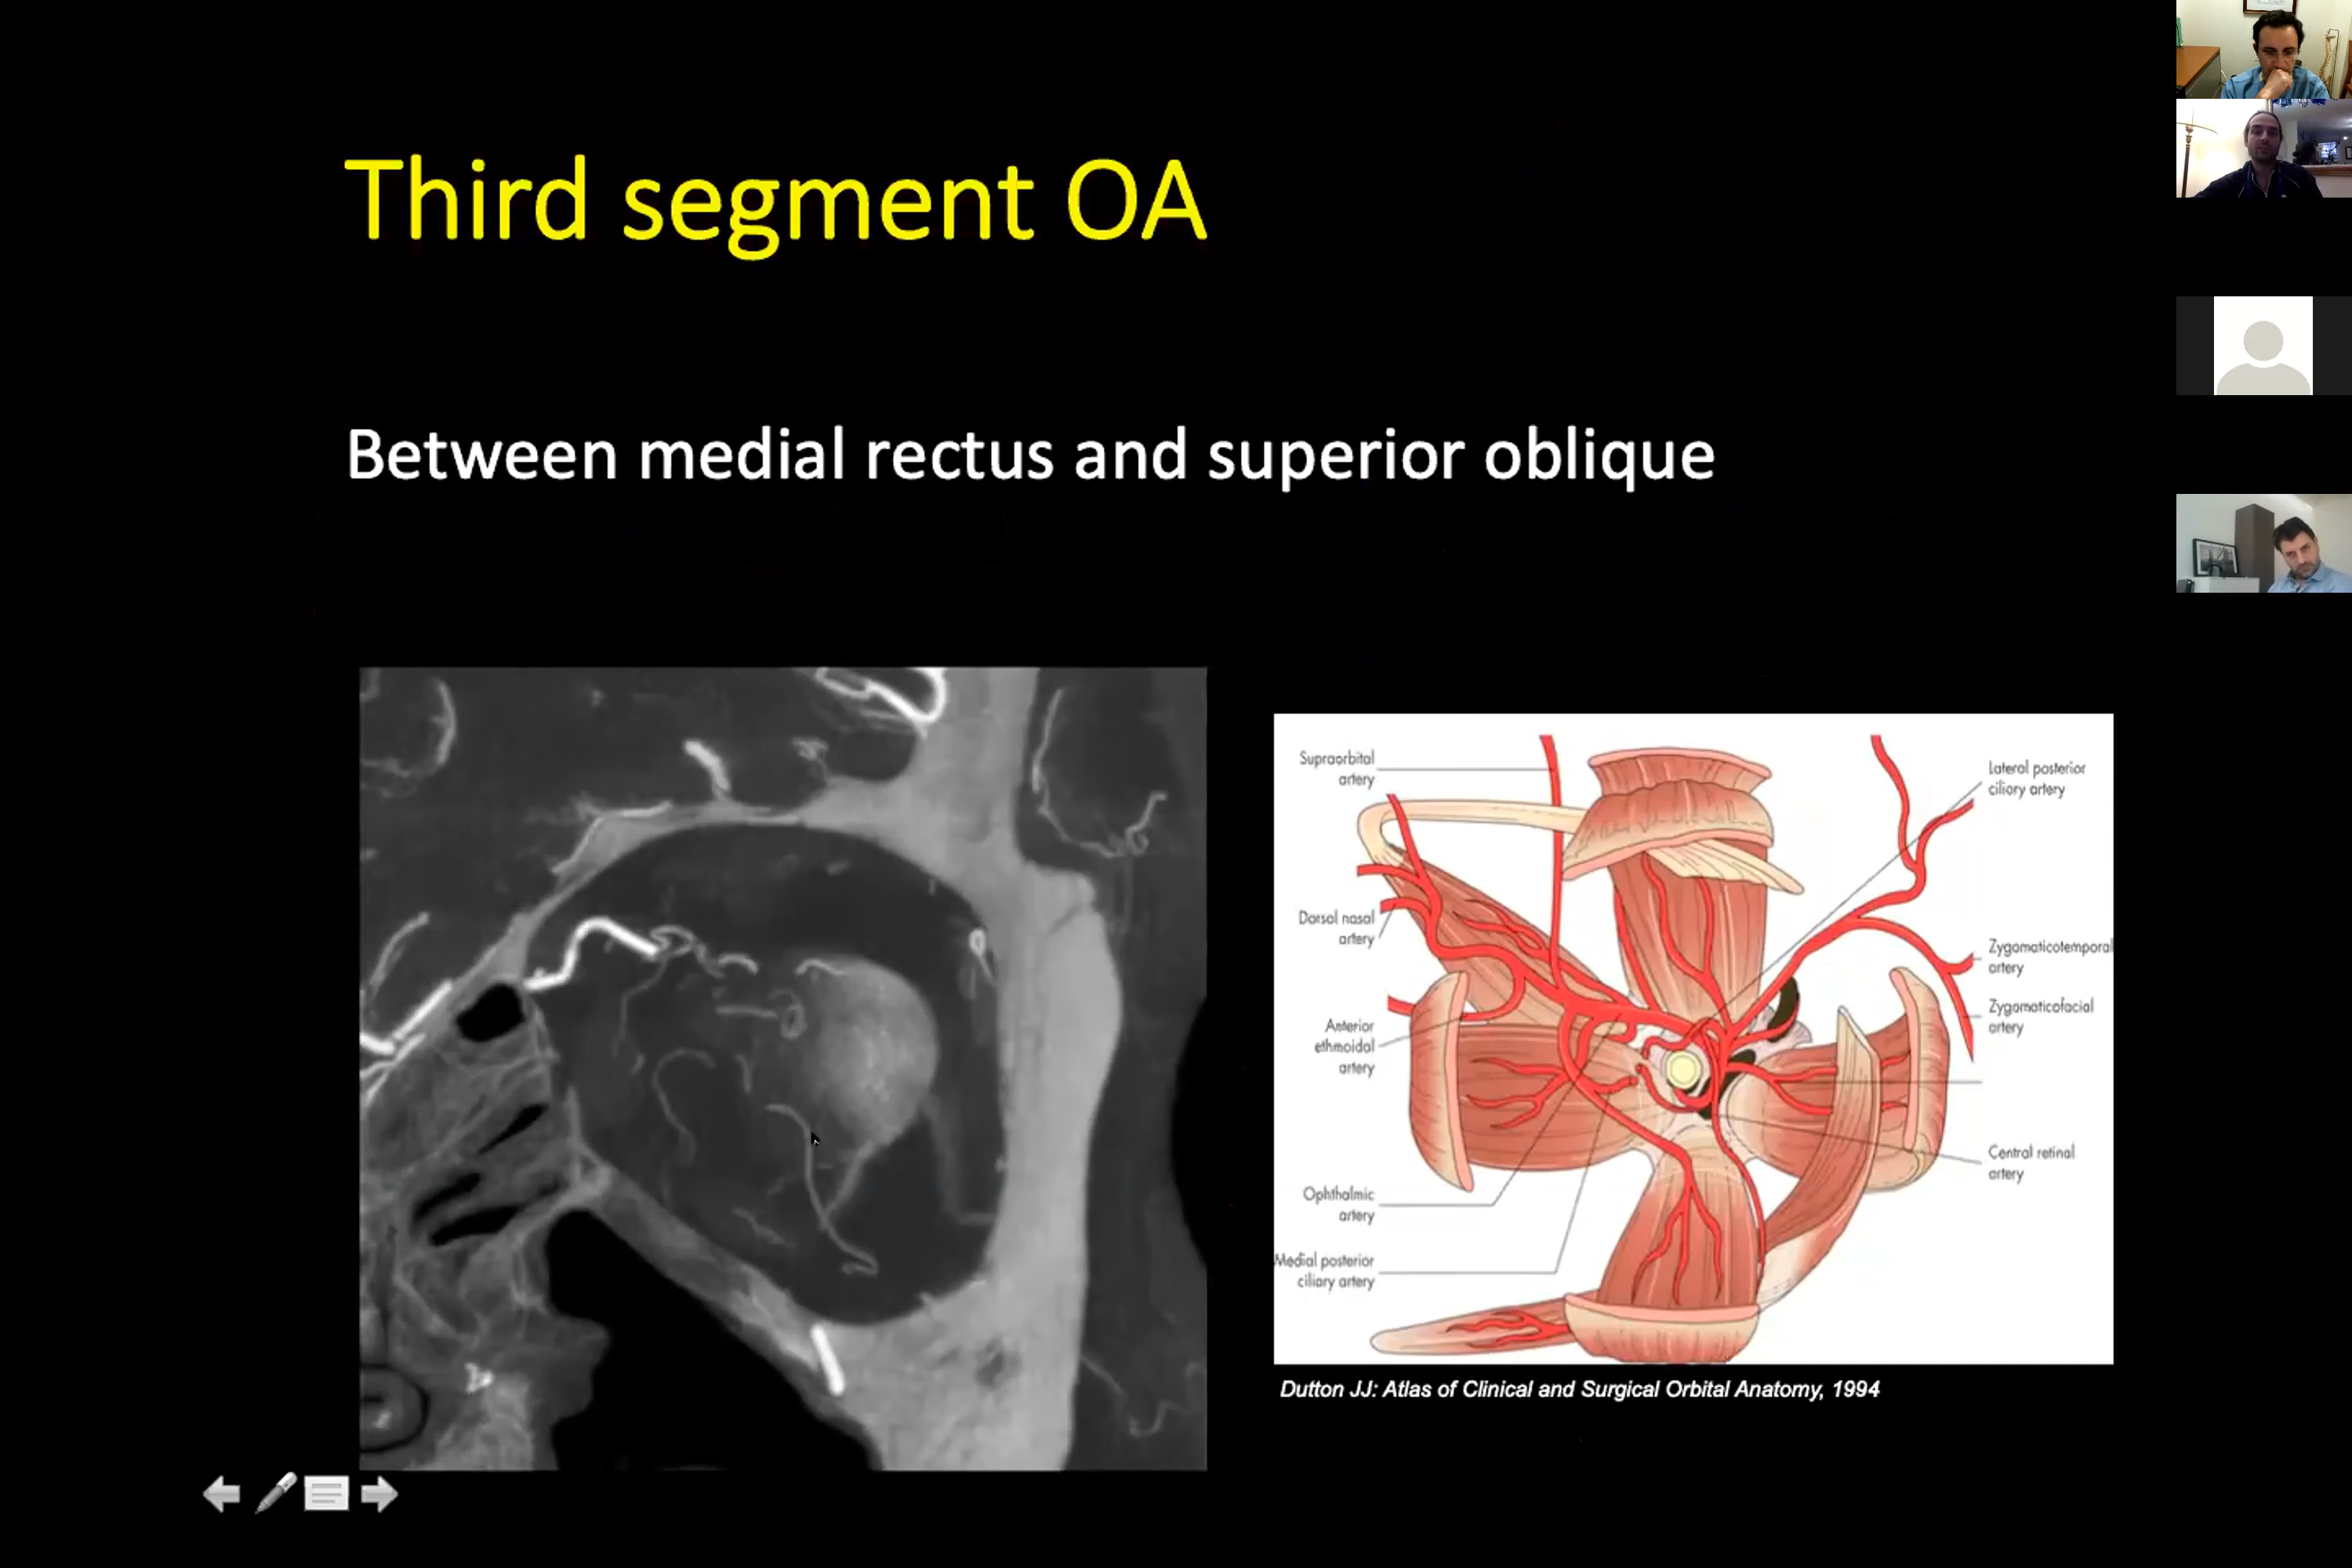 Third segment OA
Between medial rectus and superior oblique
Supraorbital
artery
Dorsal nasal
artery
Anterior
ethmoidal
artery
Ophthalmic
artery
Medial posterior
ciliary artery
Lateral posterior
ciliary artery
Zygomaticotemporal
artery
Zygomaticofacial
artery
Central retinal
artery
Dutton JJ: Atlas of Clinical and Surgical Orbital Anatomy, 1994